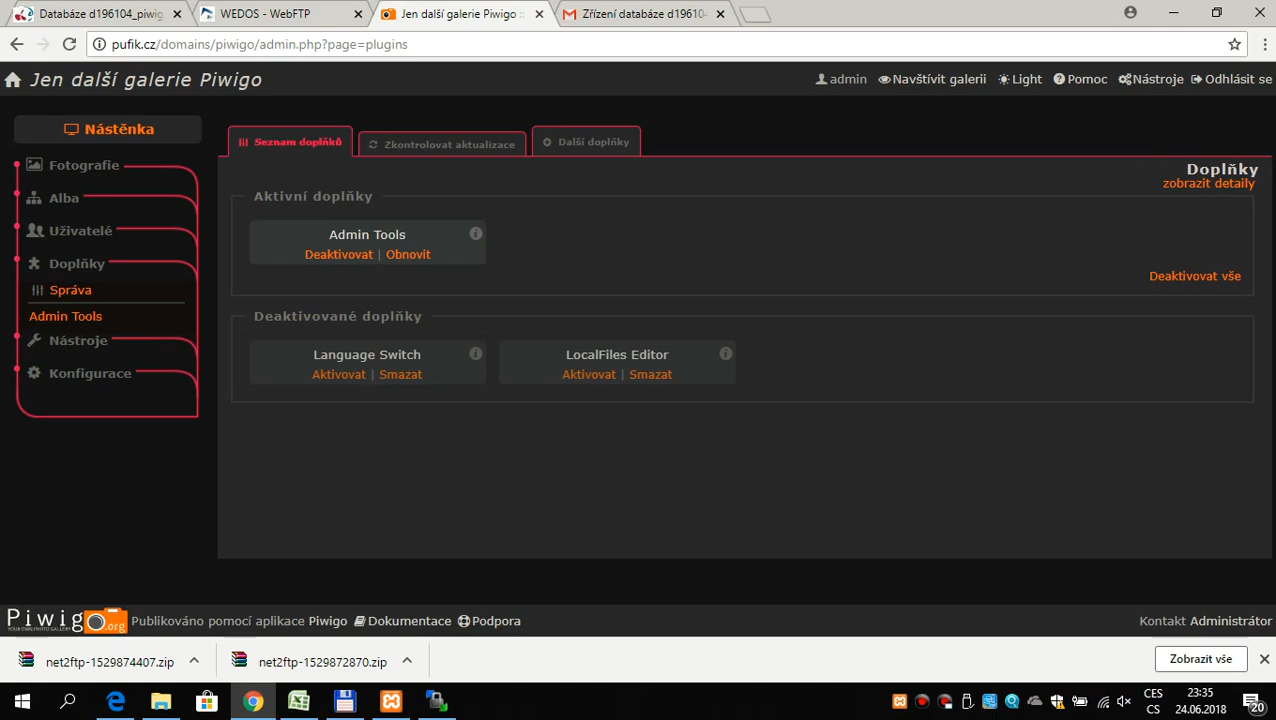 Databáze d196104_piwig
WEDOS - WebFTP
Jen další galerie Piwigo ::
Zřízení databáze d19610
pufik.cz/domains/piwigo/admin.php?page=plugins
Jen další galerie Piwigo
admin Navštívit galerii Light Pomoc Nástroje Odhlásit se
Nástěnka
Fotografie
Alba
Uživatelé
Doplňky
Správa
Admin Tools
Nástroje
Konfigurace
Seznam doplňků
Zkontrolovat aktualizace
Další doplňky
Doplňky
zobrazit detaily
Aktivní doplňky
Admin Tools
Deaktivovat | Obnovit
Deaktivovat vše
Deaktivované doplňky
Language Switch
Aktivovat | Smazat
LocalFiles Editor
Aktivovat | Smazat
Piwigo.org
Publikováno pomocí aplikace Piwigo Dokumentace Podpora
Kontakt Administrátor
net2ftp-1529874407.zip
net2ftp-1529872870.zip
Zobrazit vše
CES
CS
23:35
24.06.2018
20